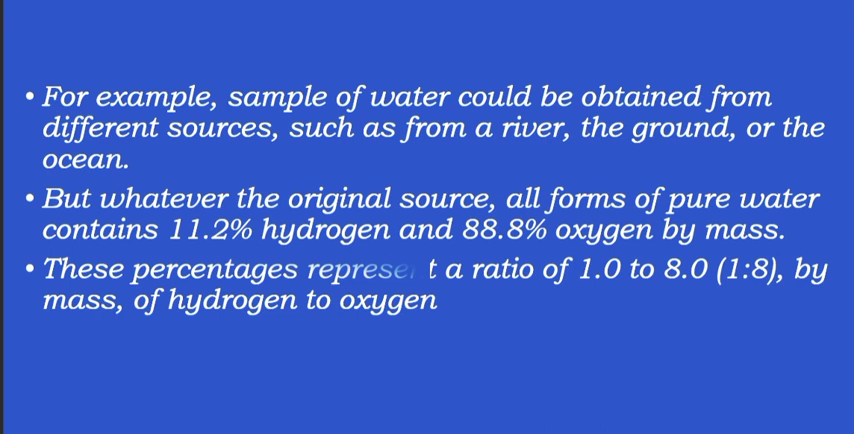 • For example, sample of water could be obtained from
different sources, such as from a river, the ground, or the
ocean.
• But whatever the original source, all forms of pure water
contains 11.2% hydrogen and 88.8% oxygen by mass.
• These percentages represent a ratio of 1.0 to 8.0 (1:8), by
mass, of hydrogen to oxygen